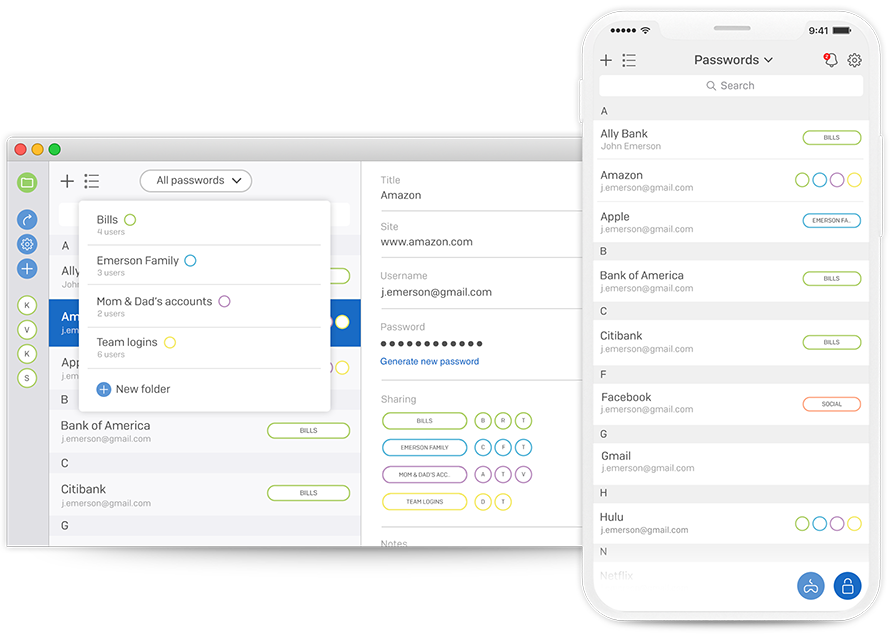 All passwords
Bills
4 users
Emerson Family
3 users
Mom & Dad's accounts
2 users
Team logins
6 users
New folder
K
V
K
S
A
Ally
John
Am
j.em
App
j.em
B
Bank of America
j.emerson@gmail.com
BILLS
C
Citibank
j.emerson@gmail.com
BILLS
G
Title
Amazon
Site
www.amazon.com
Username
j.emerson@gmail.com
Password
Generate new password
Sharing
BILLS B R T
EMERSON FAMILY C F T
MOM & DAD'S ACC.. A T V
TEAM LOGINS D T
Notes
9:41
Passwords
2
Search
A
Ally Bank
John Emerson
BILLS
Amazon
j.emerson@gmail.com
Apple
j.emerson@gmail.com
EMERSON FA..
B
Bank of America
j.emerson@gmail.com
BILLS
C
Citibank
j.emerson@gmail.com
BILLS
F
Facebook
j.emerson@gmail.com
SOCIAL
G
Gmail
j.emerson@gmail.com
H
Hulu
j.emerson@gmail.com
N
Netflix